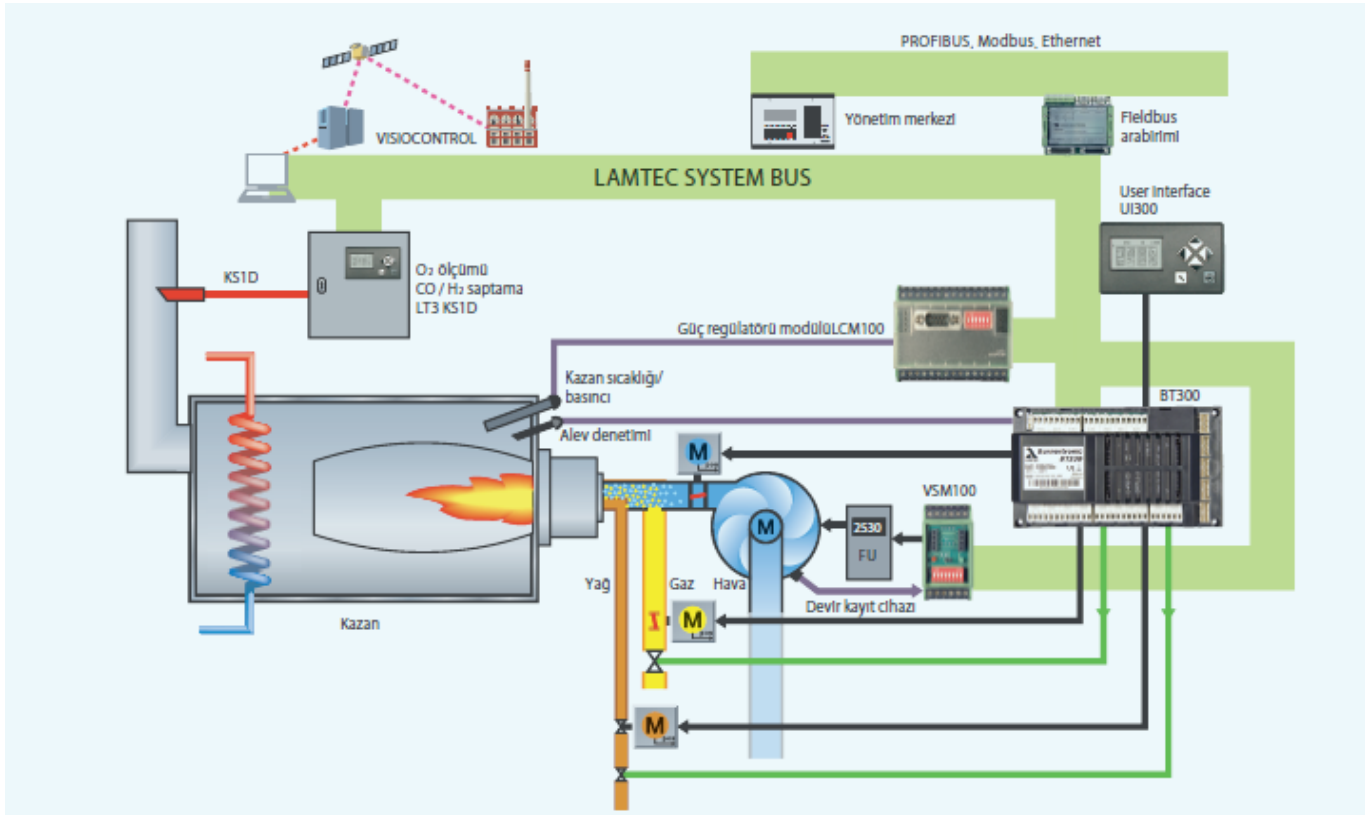 PROFIBUS, Modbus, Ethernet
VISIOCONTROL
Yönetim merkezi
Fieldbus
arabirimi
LAMTEC SYSTEM BUS
User Interface
UI300
KS1D
O₂ ölçümü
CO / H₂ saptama
LT3 KS1D
Güç regülatörü modülüLCM100
Kazan sıcaklığı/
basıncı
BT300
Alev denetimi
M
VSM100
M
2530
FU
Yağ
Gaz
Hava
Devir kayıt cihazı
Kazan
M
M